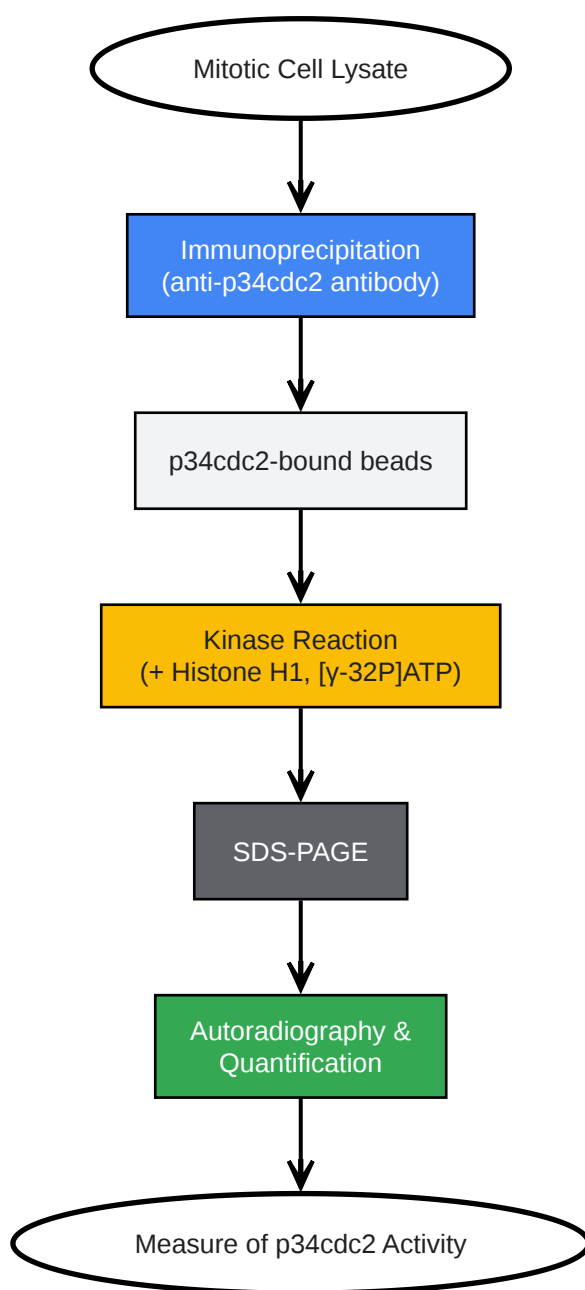 Mitotic Cell Lysate
Immunoprecipitation
(anti-p34cdc2 antibody)
p34cdc2-bound beads
Kinase Reaction
(+ Histone H1, [γ-32P]ATP)
SDS-PAGE
Autoradiography &
Quantification
Measure of p34cdc2 Activity